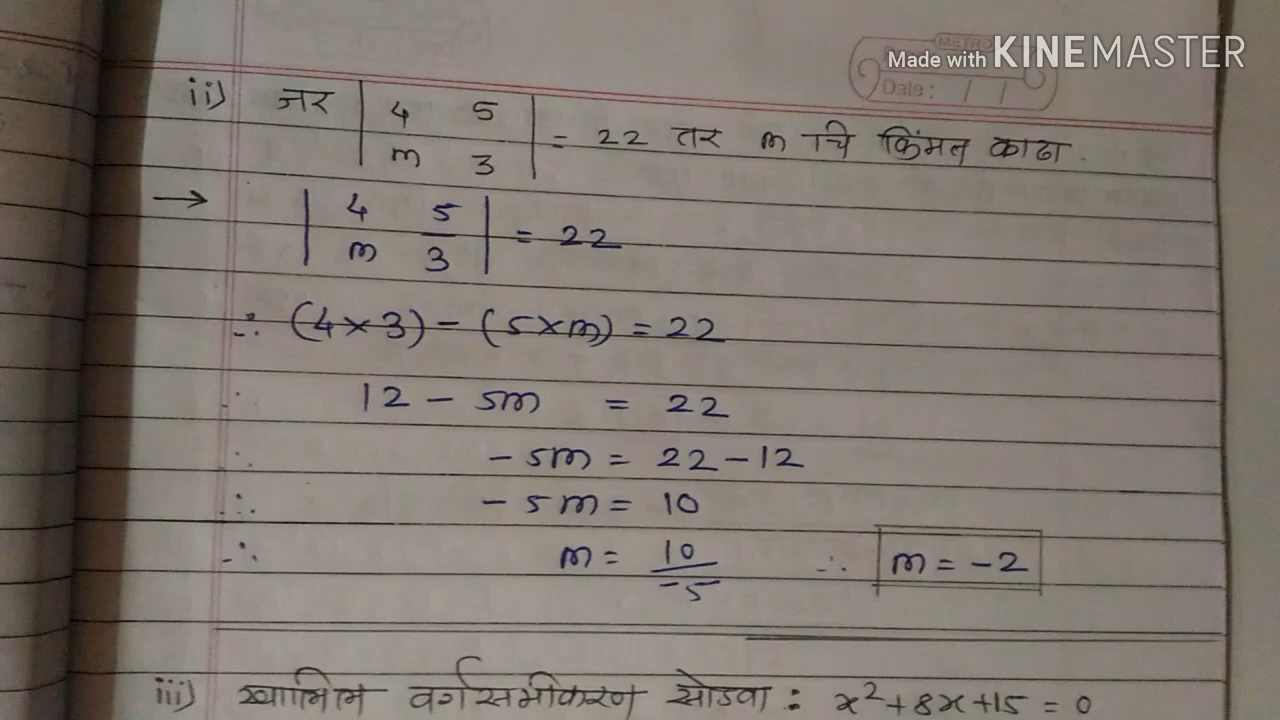 Made with KINEMASTER
Date :
ii) जर | 4 5 | = 22 तर m चि किंमत काढा.
| m 3 |
→ | 4 5 | = 22
| m 3 |
∴ (4×3) - (5×m) = 22
∴ 12 - 5m = 22
∴ - 5m = 22 - 12
∴ - 5m = 10
∴ m = 10/-5 ∴ m = -2
iii) खालिल वर्गसमीकरण सोडवा : x²+8x+15 = 0